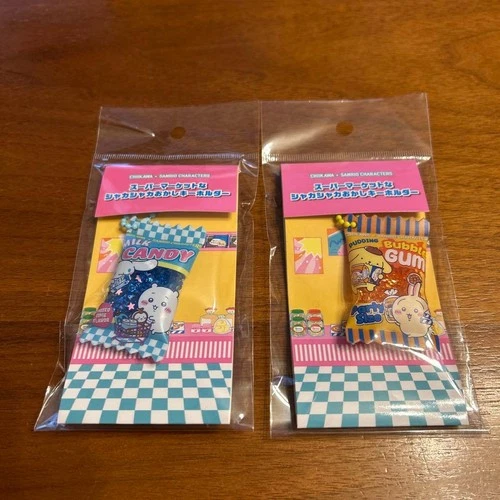 CHIIKAWA × SANRIO CHARACTERS
スーパーマーケットな
シャカシャカおかしキーホルダー
MILK
CANDY
CHIIKAWA × SANRIO CHARACTERS
スーパーマーケットな
シャカシャカおかしキーホルダー
PUDDING
Bubble
GUM